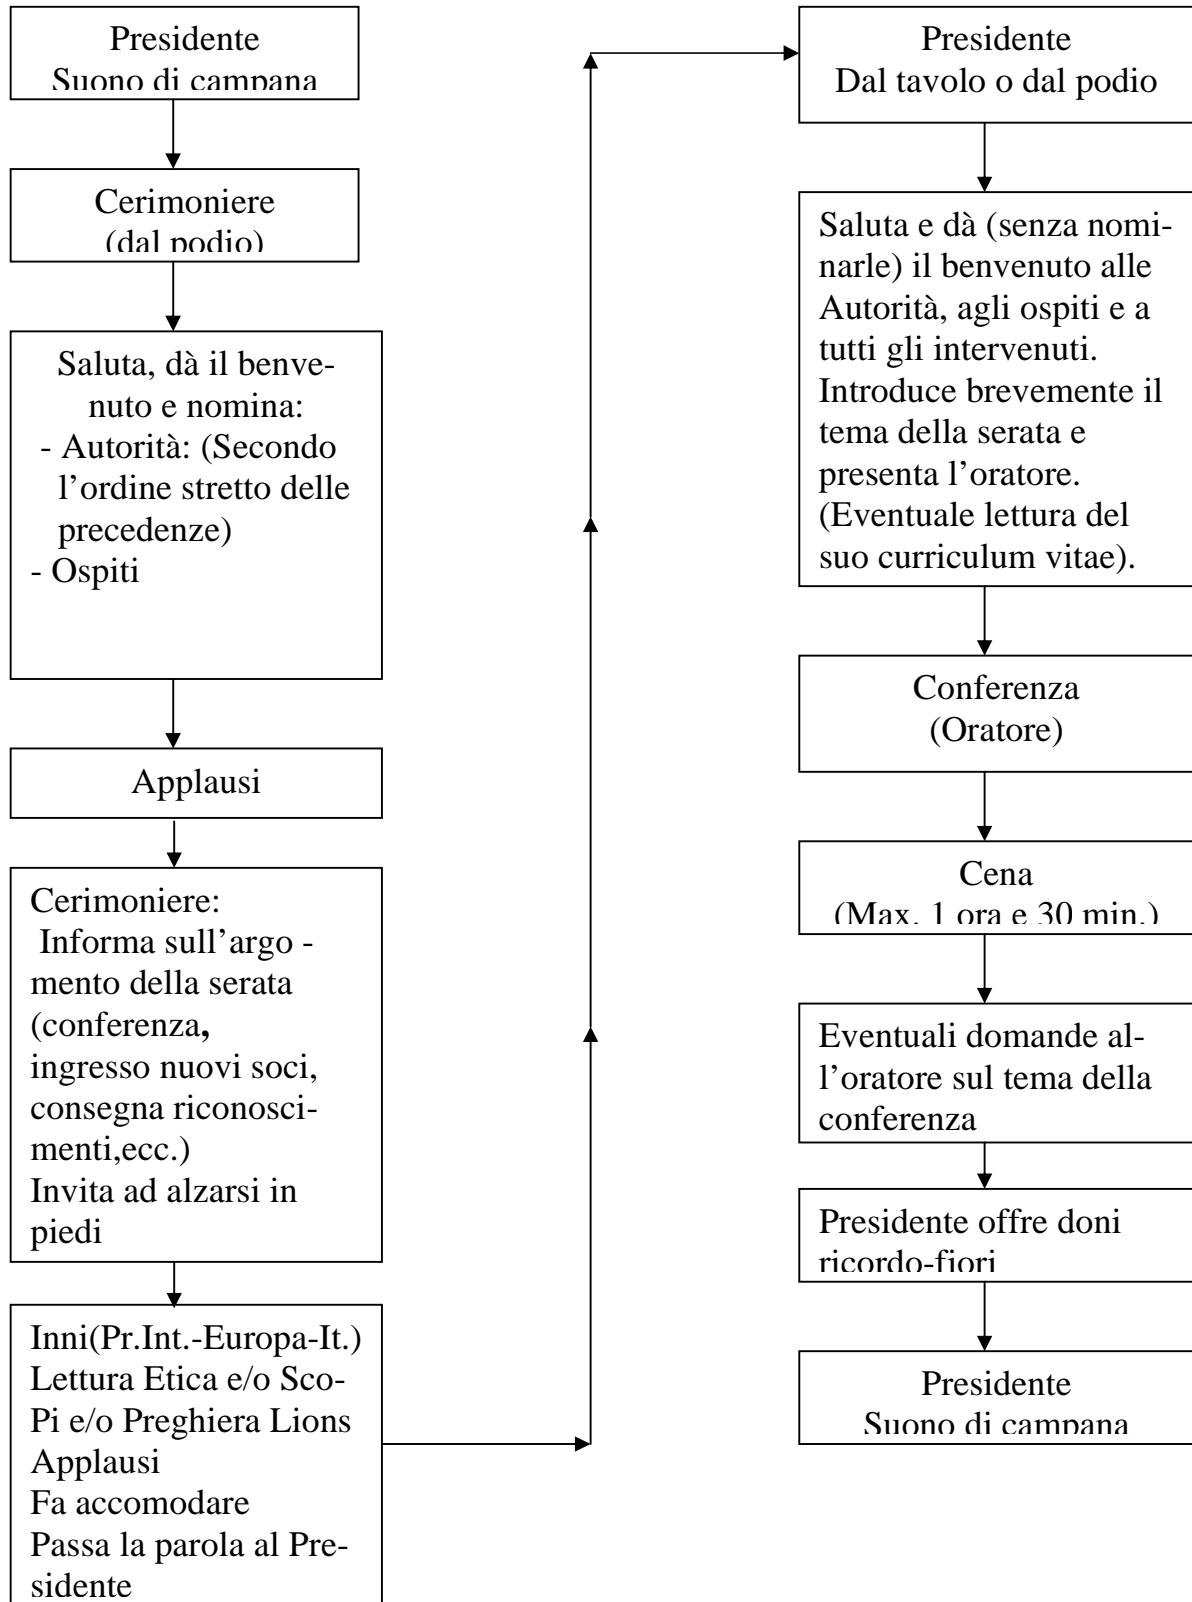 Presidente
Suono di campana
Cerimoniere
(dal podio)
Saluta, dà il benve-
nuto e nomina:
- Autorità: (Secondo
l’ordine stretto delle
precedenze)
- Ospiti
Applausi
Cerimoniere:
Informa sull’argo -
mento della serata
(conferenza,
ingresso nuovi soci,
consegna riconosci-
menti,ecc.)
Invita ad alzarsi in
piedi
Inni(Pr.Int.-Europa-It.)
Lettura Etica e/o Sco-
Pi e/o Preghiera Lions
Applausi
Fa accomodare
Passa la parola al Pre-
sidente
Presidente
Dal tavolo o dal podio
Saluta e dà (senza nomi-
narle) il benvenuto alle
Autorità, agli ospiti e a
tutti gli intervenuti.
Introduce brevemente il
tema della serata e
presenta l’oratore.
(Eventuale lettura del
suo curriculum vitae).
Conferenza
(Oratore)
Cena
(Max. 1 ora e 30 min.)
Eventuali domande al-
l’oratore sul tema della
conferenza
Presidente offre doni
ricordo-fiori
Presidente
Suono di campana